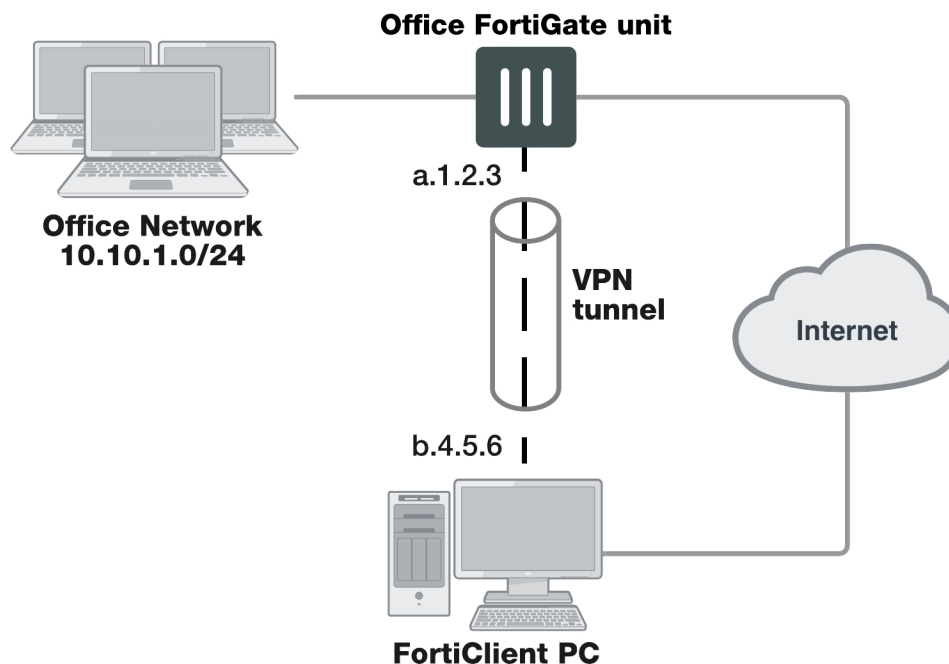 Office FortiGate unit
a.1.2.3
Office Network
10.10.1.0/24
VPN
tunnel
Internet
b.4.5.6
FortiClient PC